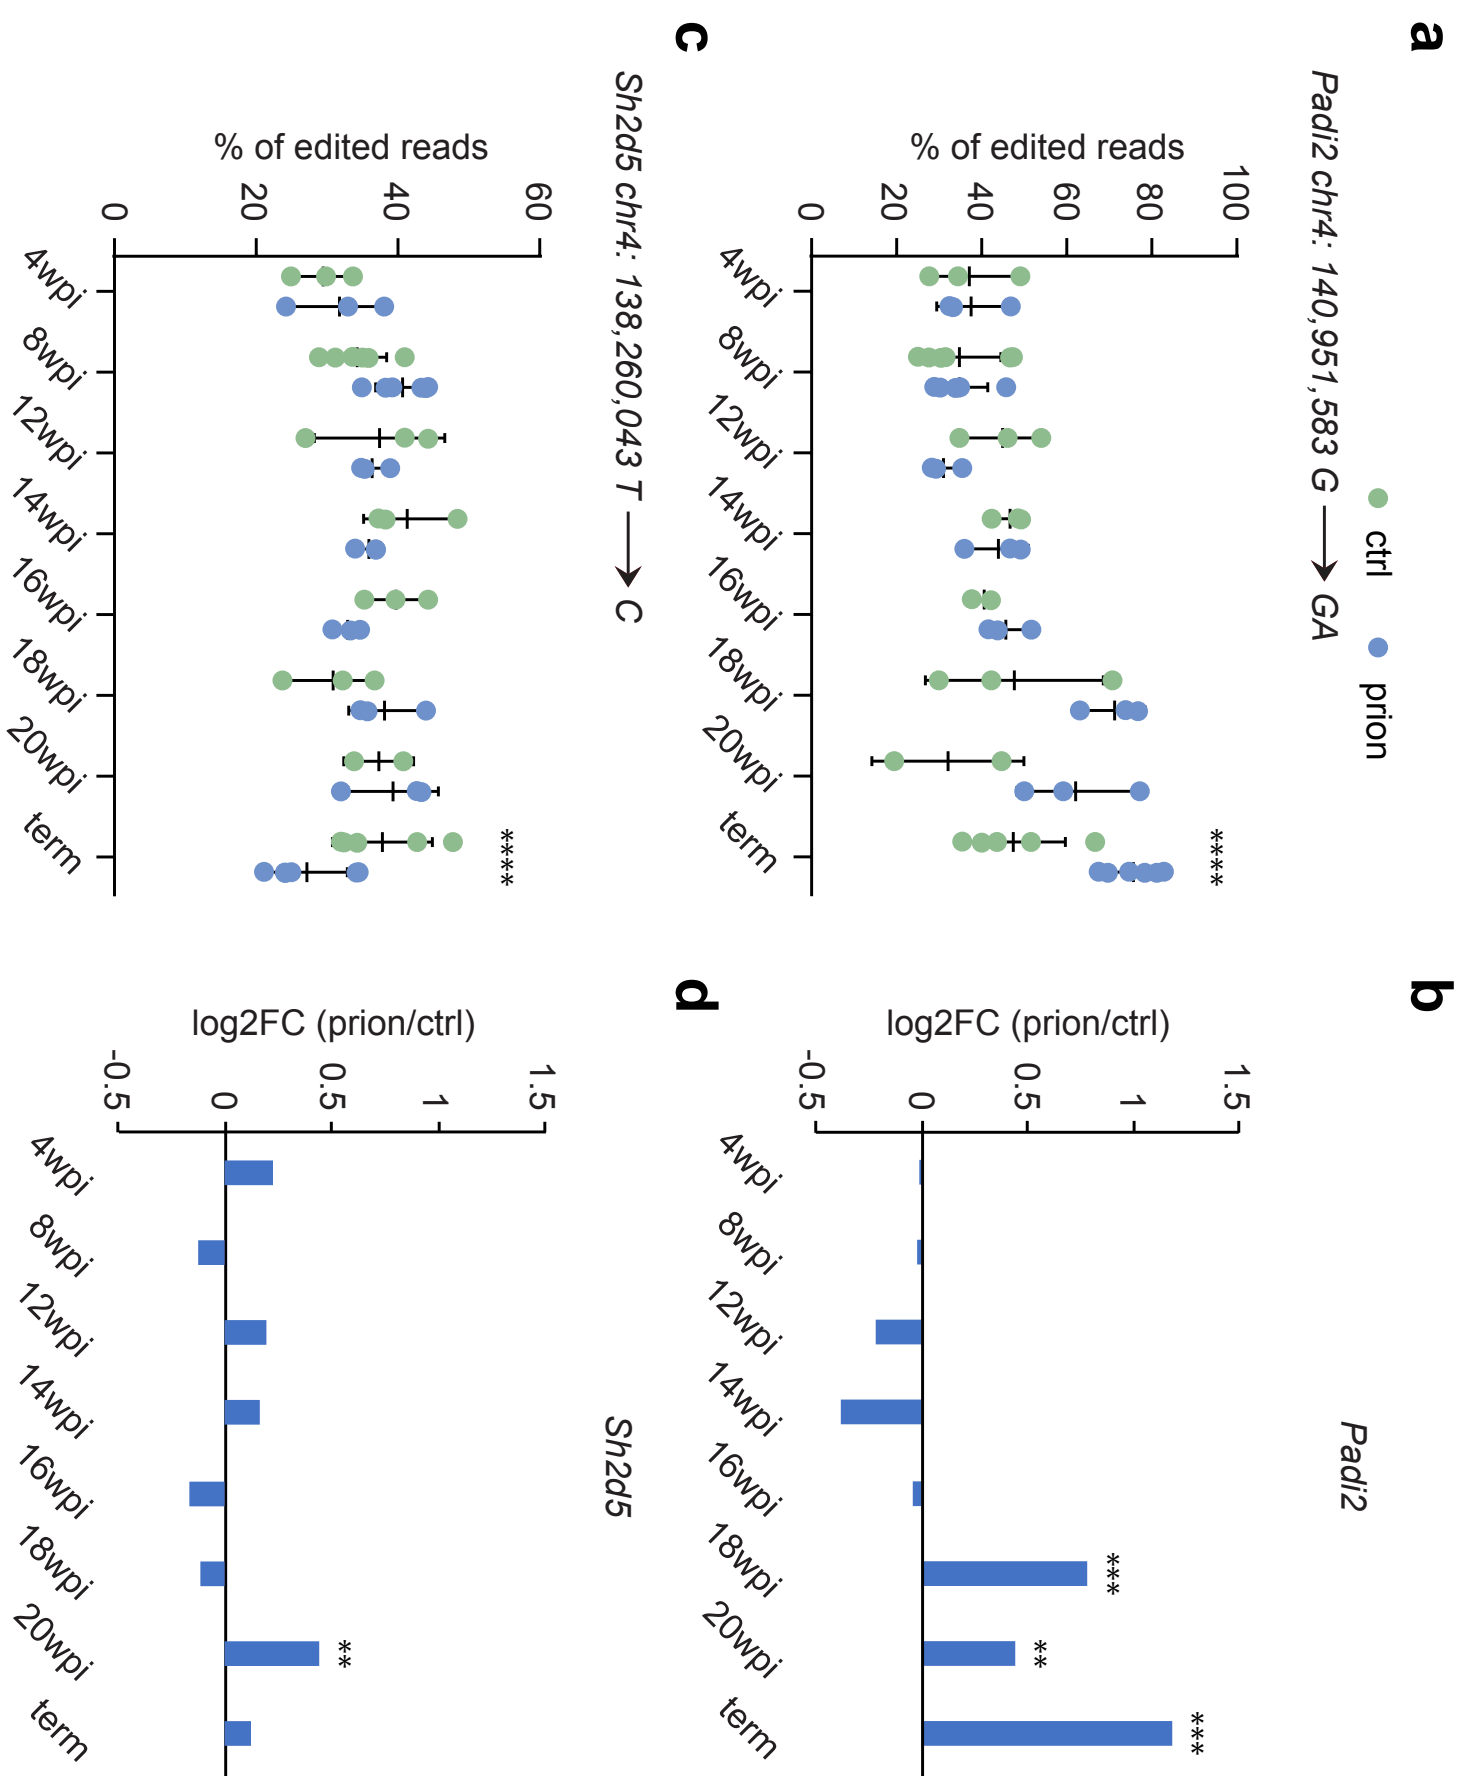 a
Padi2 chr4: 140,951,583 G → GA
ctrl
prion
% of edited reads
100
80
60
40
20
0
4wpi
8wpi
12wpi
14wpi
16wpi
18wpi
20wpi
term
****
b
Padi2
log2FC (prion/ctrl)
1.5
1
0.5
0
-0.5
4wpi
8wpi
12wpi
14wpi
16wpi
18wpi
20wpi
term
***
**
***
c
Sh2d5 chr4: 138,260,043 T → C
% of edited reads
60
40
20
0
4wpi
8wpi
12wpi
14wpi
16wpi
18wpi
20wpi
term
****
d
Sh2d5
log2FC (prion/ctrl)
1.5
1
0.5
0
-0.5
4wpi
8wpi
12wpi
14wpi
16wpi
18wpi
20wpi
term
**